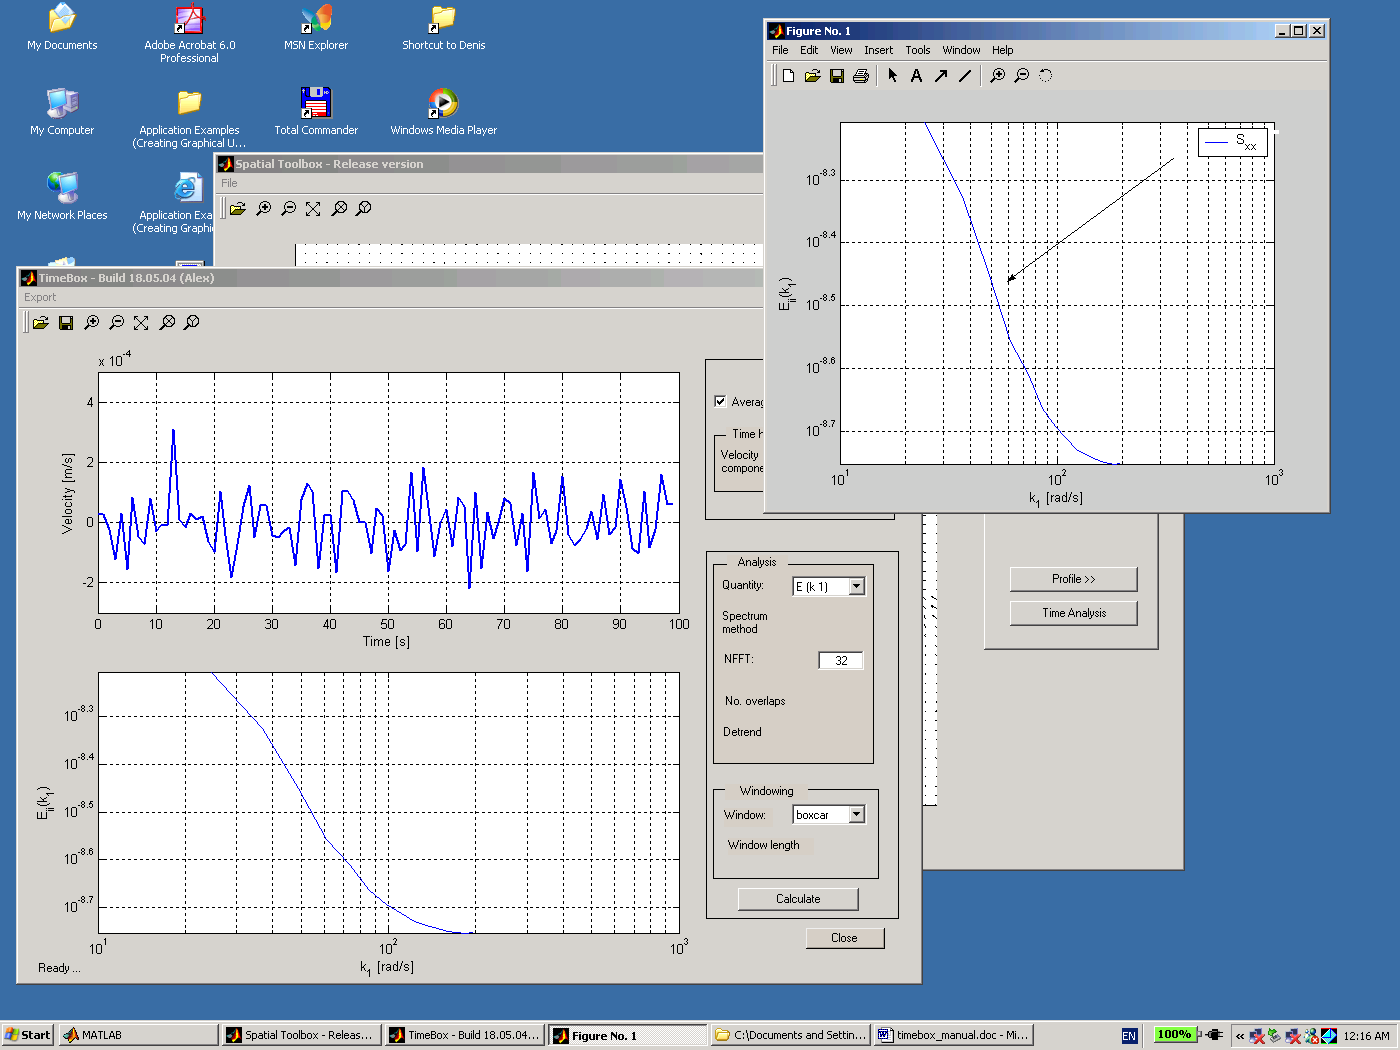 My Documents
Adobe Acrobat 6.0
Professional
MSN Explorer
Shortcut to Denis
My Computer
Application Examples
(Creating Graphical U...
Total Commander
Windows Media Player
My Network Places
Application Exa
(Creating Graphi
Spatial Toolbox - Release version
File
TimeBox - Build 18.05.04 (Alex)
Export
x 10^-4
4
2
0
-2
Velocity [m/s]
0 10 20 30 40 50 60 70 80 90 100
Time [s]
10^-8.3
10^-8.4
10^-8.5
10^-8.6
10^-8.7
E_ii(k_1)
10^1 10^2 10^3
k_1 [rad/s]
Ready ...
Averag
Time h
Velocity
compone
Analysis
Quantity: E (k 1)
Spectrum
method
NFFT: 32
No. overlaps
Detrend
Windowing
Window: boxcar
Window length
Calculate
Close
Profile >>
Time Analysis
Figure No. 1
File Edit View Insert Tools Window Help
A
S_xx
10^-8.3
10^-8.4
10^-8.5
10^-8.6
10^-8.7
E_ii(k_1)
10^1 10^2 10^3
k_1 [rad/s]
Start MATLAB Spatial Toolbox - Releas... TimeBox - Build 18.05.04... Figure No. 1 C:\Documents and Settin... timebox_manual.doc - Mi... EN 100% « 12:16 AM